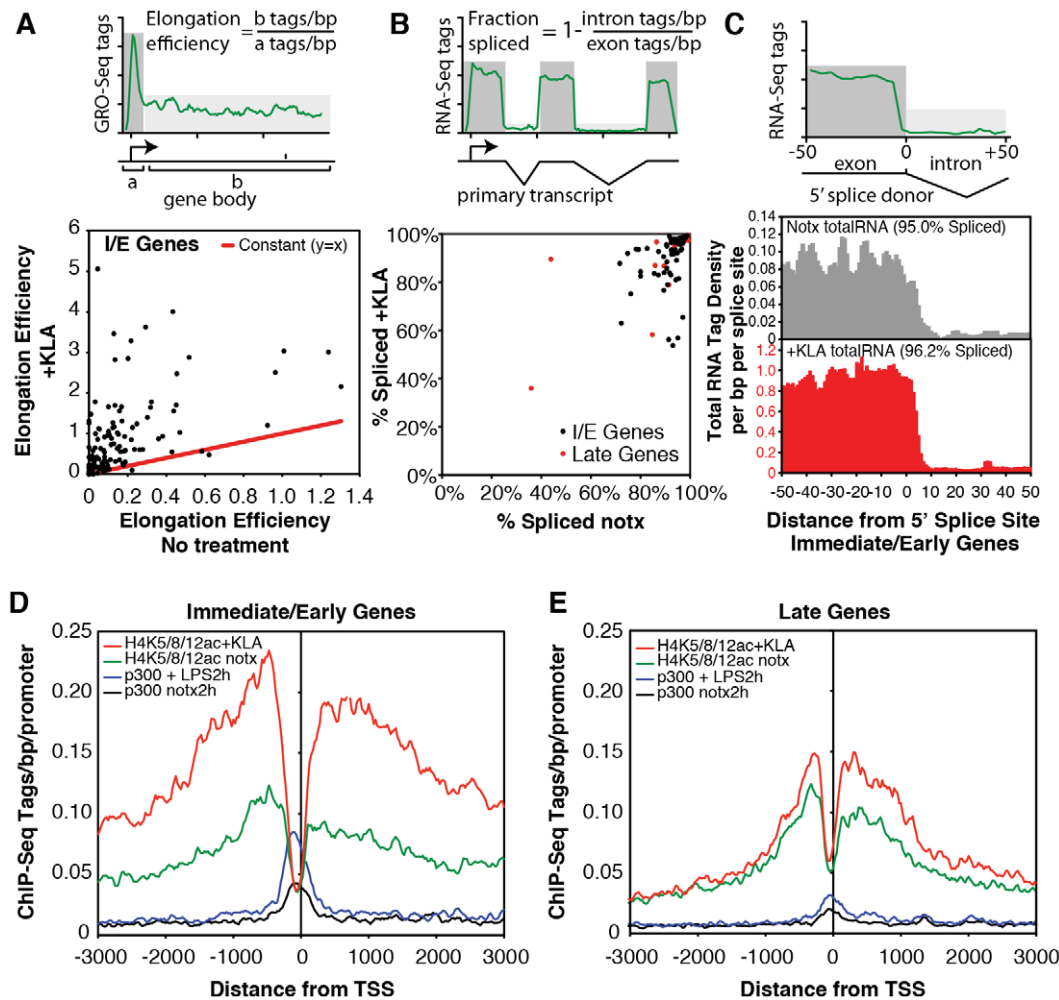 A
GRO-Seq tags
Elongation efficiency = b tags/bp / a tags/bp
a
b
gene body
Elongation Efficiency
+KLA
6
5
4
3
2
1
0
I/E Genes
Constant (y=x)
0 0.2 0.4 0.6 0.8 1.0 1.2 1.4
Elongation Efficiency
No treatment
B
RNA-Seq tags
Fraction spliced = 1- intron tags/bp / exon tags/bp
primary transcript
% Spliced +KLA
100%
80%
60%
40%
20%
0%
I/E Genes
Late Genes
0% 20% 40% 60% 80% 100%
% Spliced notx
C
RNA-Seq tags
-50 0 +50
exon intron
5' splice donor
Total RNA Tag Density
per bp per splice site
0.14
0.12
0.10
0.08
0.06
0.04
0.02
0
Notx totalRNA (95.0% Spliced)
1.2
1.0
0.8
0.6
0.4
0.2
0
+KLA totalRNA (96.2% Spliced)
-50 -40 -30 -20 -10 0 10 20 30 40 50
Distance from 5' Splice Site
Immediate/Early Genes
D
Immediate/Early Genes
ChIP-Seq Tags/bp/promoter
0.25
0.20
0.15
0.10
0.05
0
H4K5/8/12ac+KLA
H4K5/8/12ac notx
p300 + LPS2h
p300 notx2h
-3000 -2000 -1000 0 1000 2000 3000
Distance from TSS
E
Late Genes
ChIP-Seq Tags/bp/promoter
0.25
0.20
0.15
0.10
0.05
0
H4K5/8/12ac+KLA
H4K5/8/12ac notx
p300 + LPS2h
p300 notx2h
-3000 -2000 -1000 0 1000 2000 3000
Distance from TSS